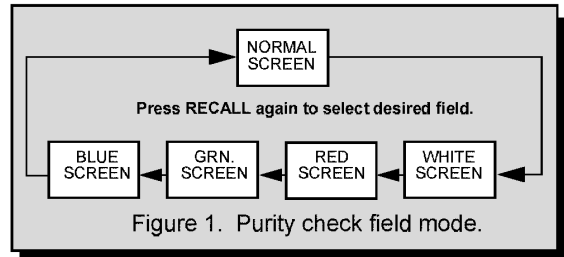 NORMAL
SCREEN
Press RECALL again to select desired field.
BLUE
SCREEN
GRN.
SCREEN
RED
SCREEN
WHITE
SCREEN
Figure 1. Purity check field mode.